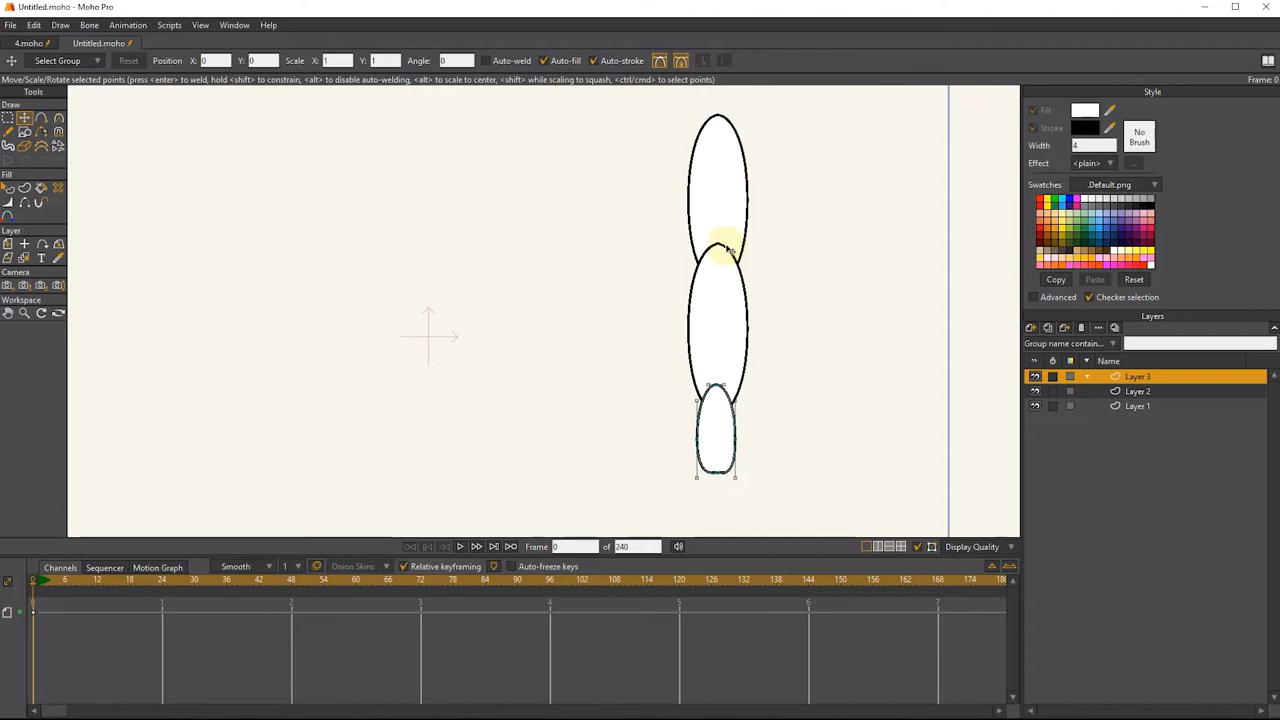 Untitled.moho - Moho Pro
File Edit Draw Bone Animation Scripts View Window Help
4.moho Untitled.moho
Select Group Reset Position X: 0 Y: 0 Scale X: 1 Y: 1 Angle: 0 Auto-weld Auto-fill Auto-stroke
Move/Scale/Rotate selected points (press <enter> to weld, hold <shift> to constrain, <alt> to disable auto-welding, <alt> to scale to center, <shift> while scaling to squash, <ctrl/cmd> to select points) Frame: 0
Tools
Draw
Fill
Layer
Camera
Workspace
Style
Fill
Stroke
No
Brush
Width 4
Effect <plain> ...
Swatches .Default.png
Copy Paste Reset
Advanced Checker selection
Layers
Group name contain...
Name
Layer 3
Layer 2
Layer 1
Frame 0 of 240 Display Quality
Channels Sequencer Motion Graph Smooth 1 Onion Skins Relative keyframing Auto-freeze keys
0 6 12 18 24 30 36 42 48 54 60 66 72 78 84 90 96 102 108 114 120 126 132 138 144 150 156 162 168 174 180
0 1 2 3 4 5 6 7